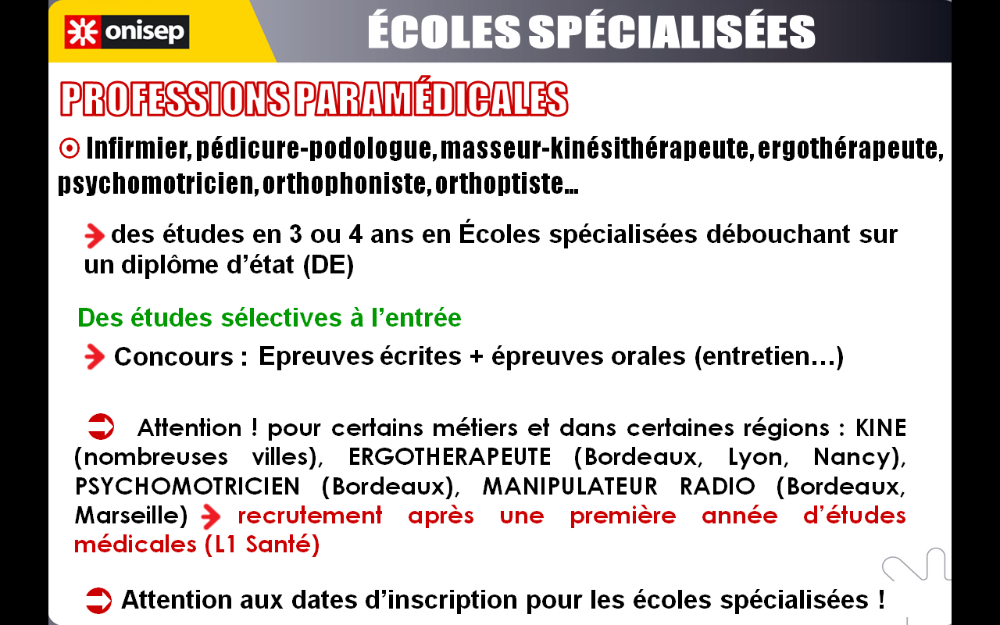 onisep
ÉCOLES SPÉCIALISÉES
PROFESSIONS PARAMÉDICALES
Infirmier, pédicure-podologue, masseur-kinésithérapeute, ergothérapeute,
psychomotricien, orthophoniste, orthoptiste...
des études en 3 ou 4 ans en Écoles spécialisées débouchant sur
un diplôme d’état (DE)
Des études sélectives à l’entrée
Concours : Epreuves écrites + épreuves orales (entretien…)
Attention ! pour certains métiers et dans certaines régions : KINE
(nombreuses villes), ERGOTHERAPEUTE (Bordeaux, Lyon, Nancy),
PSYCHOMOTRICIEN (Bordeaux), MANIPULATEUR RADIO (Bordeaux,
Marseille) recrutement après une première année d’études
médicales (L1 Santé)
Attention aux dates d’inscription pour les écoles spécialisées !